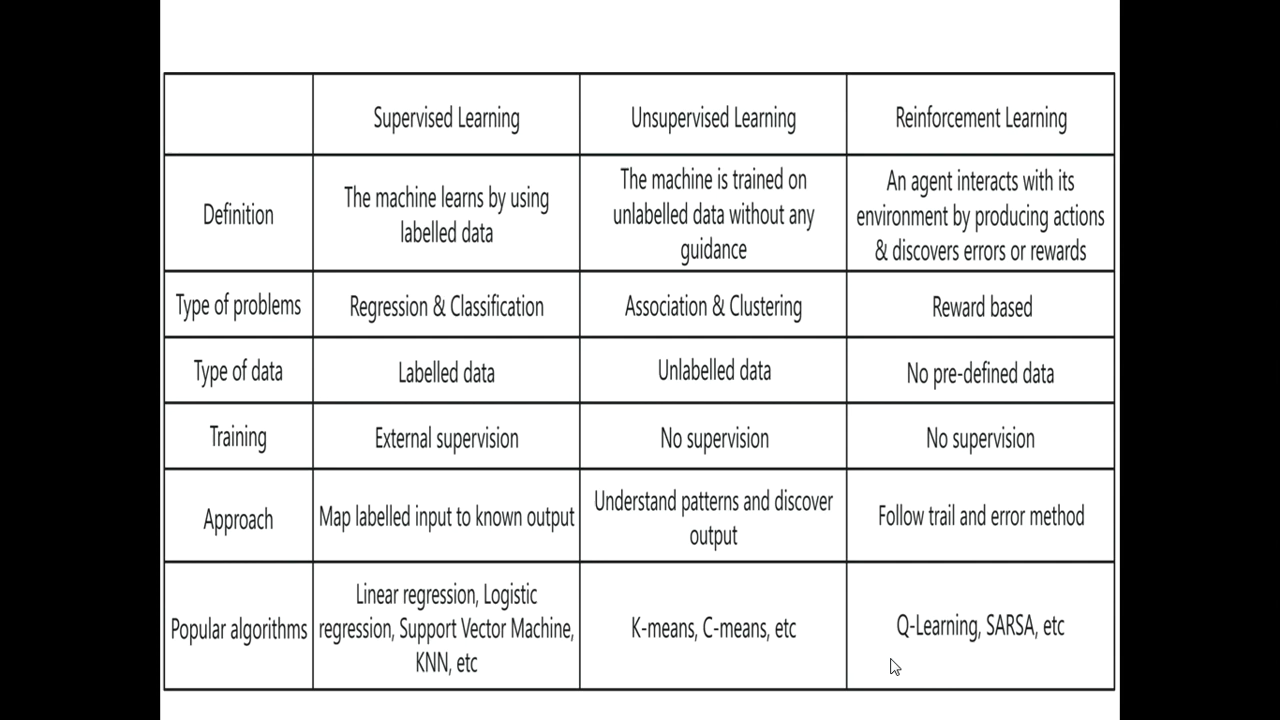 Supervised Learning
Unsupervised Learning
Reinforcement Learning
Definition
The machine learns by using
labelled data
The machine is trained on
unlabelled data without any
guidance
An agent interacts with its
environment by producing actions
& discovers errors or rewards
Type of problems
Regression & Classification
Association & Clustering
Reward based
Type of data
Labelled data
Unlabelled data
No pre-defined data
Training
External supervision
No supervision
No supervision
Approach
Map labelled input to known output
Understand patterns and discover
output
Follow trail and error method
Popular algorithms
Linear regression, Logistic
regression, Support Vector Machine,
KNN, etc
K-means, C-means, etc
Q-Learning, SARSA, etc